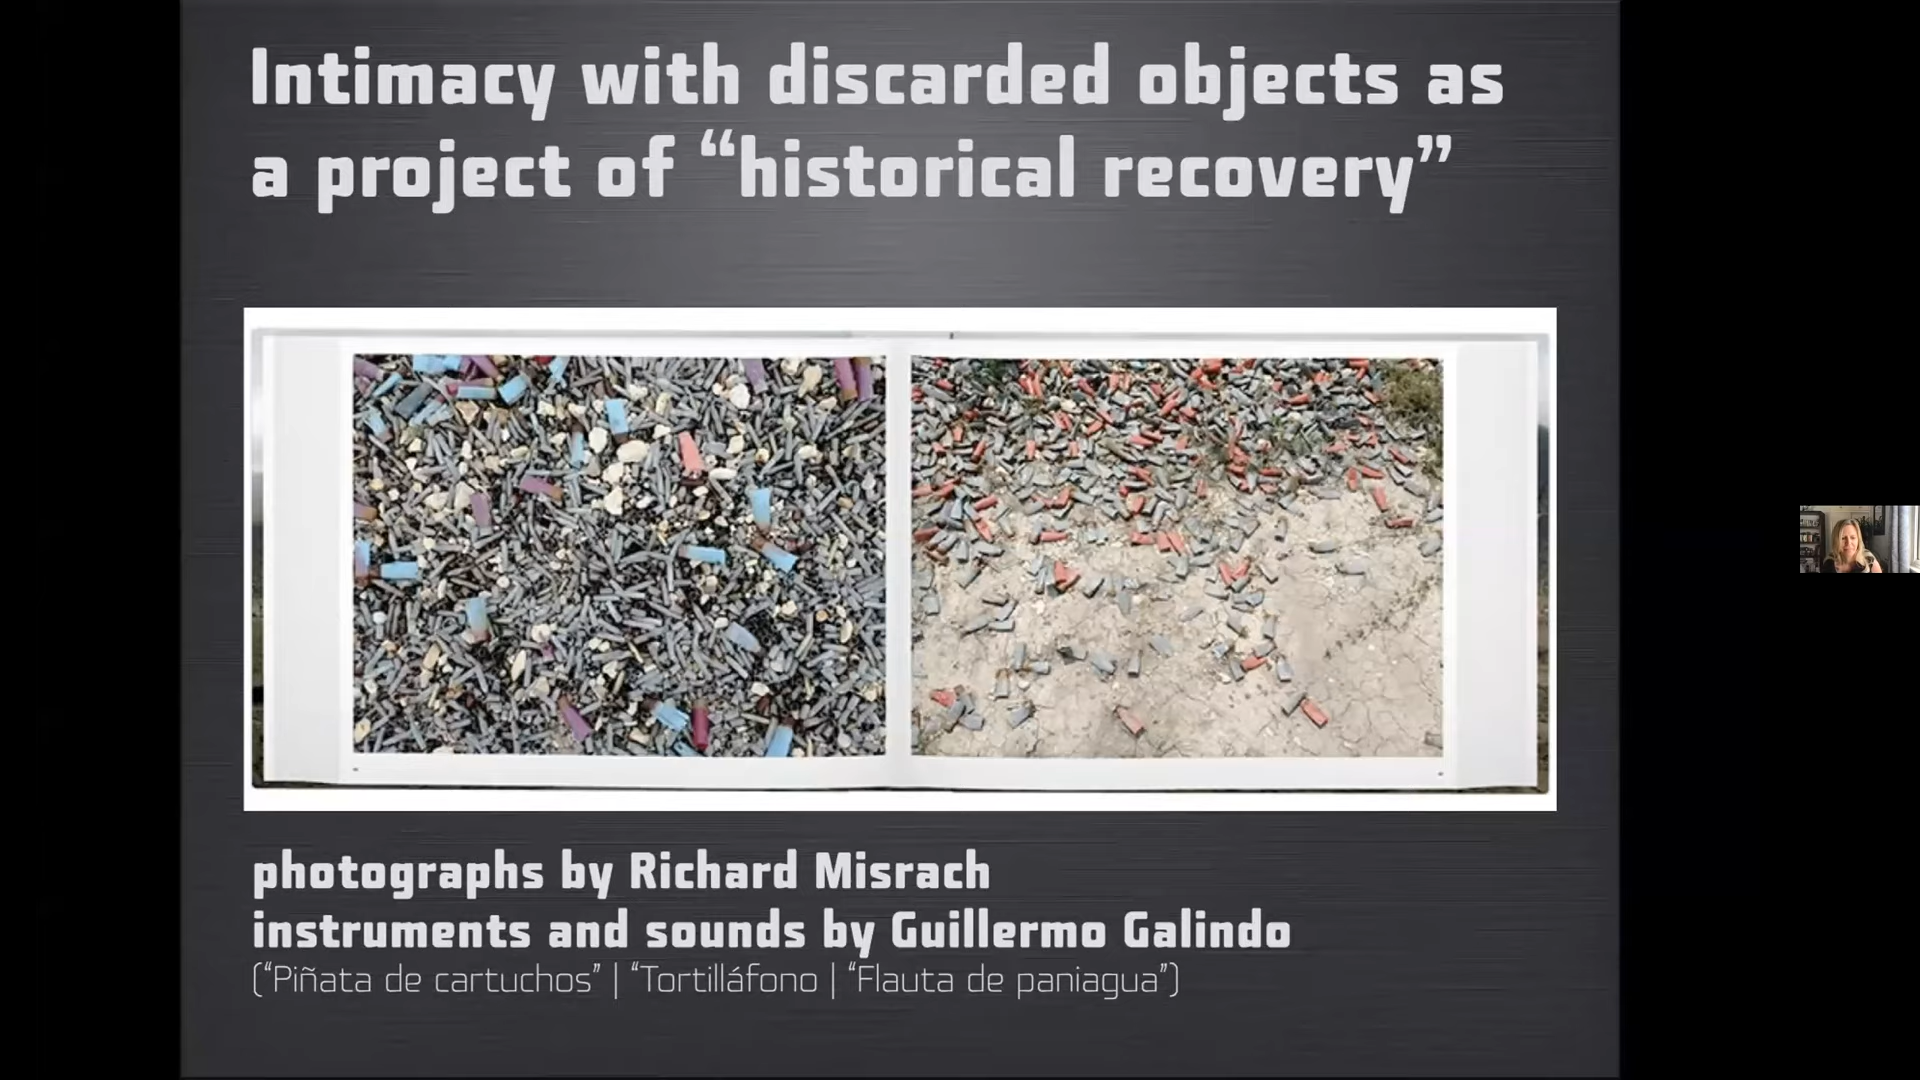 Intimacy with discarded objects as
a project of “historical recovery”
photographs by Richard Misrach
instruments and sounds by Guillermo Galindo
(“Piñata de cartuchos” | “Tortilláfono | “Flauta de paniagua”)